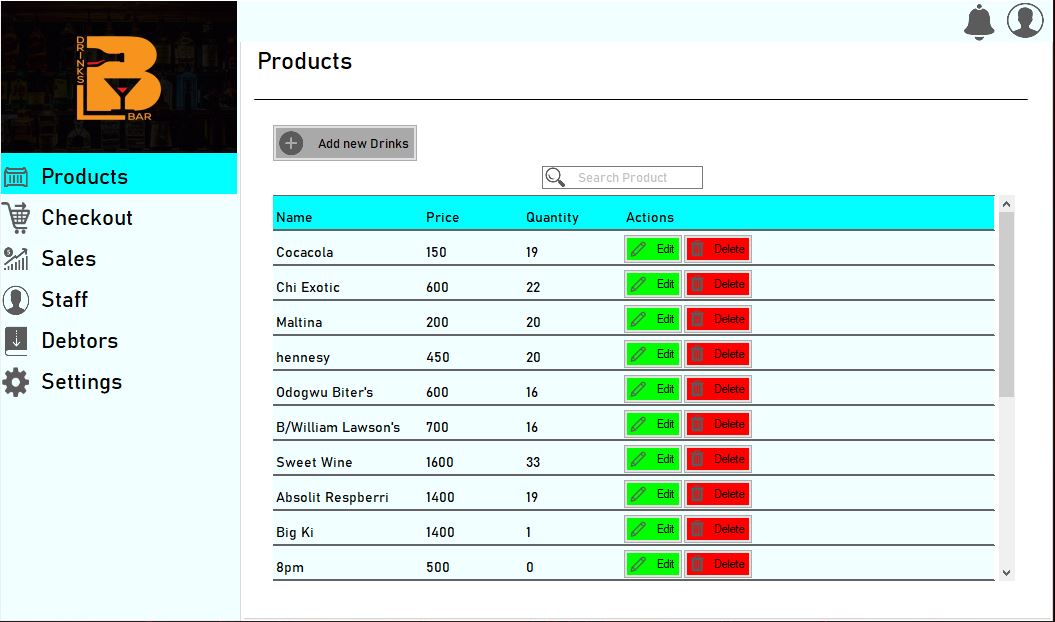 DRINKS
BAR
Products
Checkout
Sales
Staff
Debtors
Settings
Products
Add new Drinks
Search Product
Name Price Quantity Actions
Cocacola 150 19 Edit Delete
Chi Exotic 600 22 Edit Delete
Maltina 200 20 Edit Delete
hennesy 450 20 Edit Delete
Odogwu Biter's 600 16 Edit Delete
B/William Lawson's 700 16 Edit Delete
Sweet Wine 1600 33 Edit Delete
Absolit Respberri 1400 19 Edit Delete
Big Ki 1400 1 Edit Delete
8pm 500 0 Edit Delete